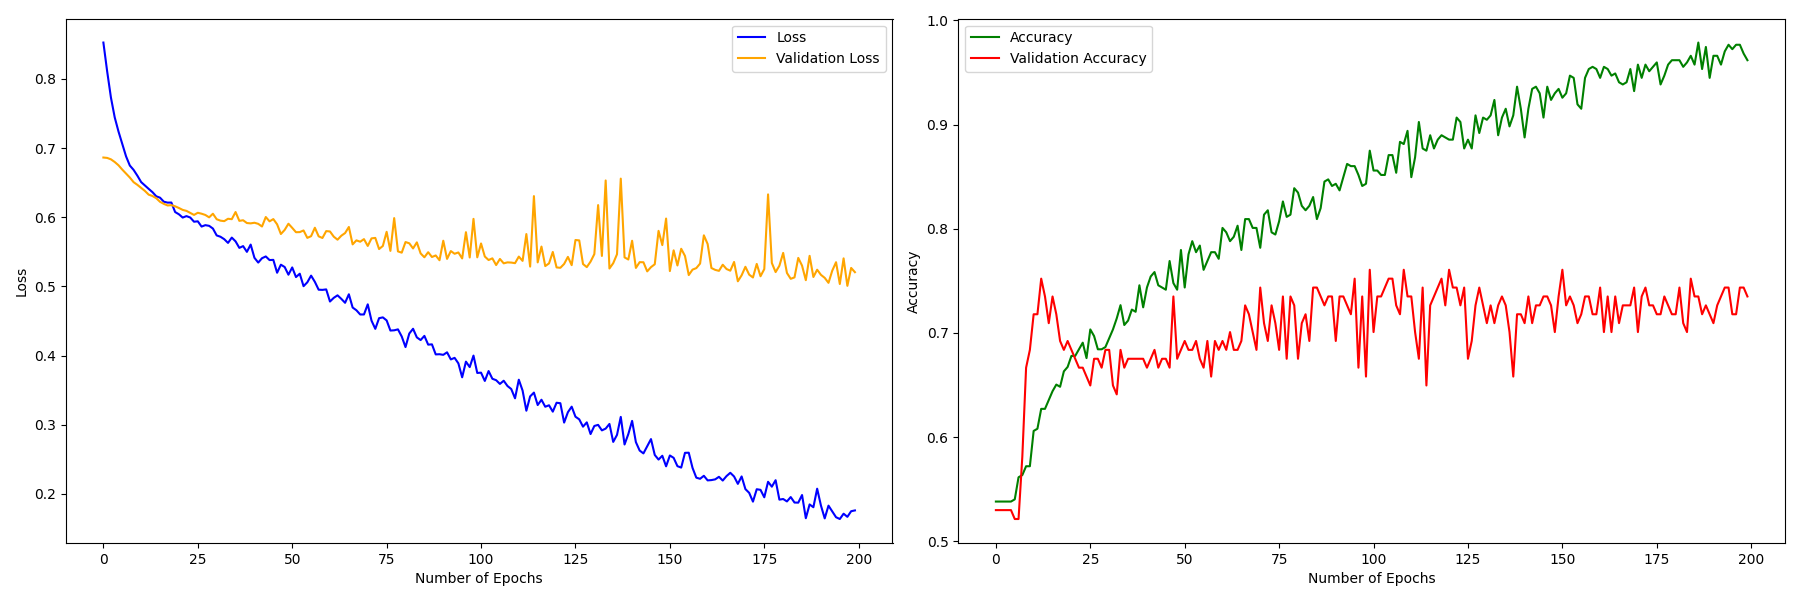 Loss
Validation Loss
0.8
0.7
0.6
0.5
0.4
0.3
0.2
Loss
0 25 50 75 100 125 150 175 200
Number of Epochs
Accuracy
Validation Accuracy
1.0
0.9
0.8
0.7
0.6
0.5
Accuracy
0 25 50 75 100 125 150 175 200
Number of Epochs